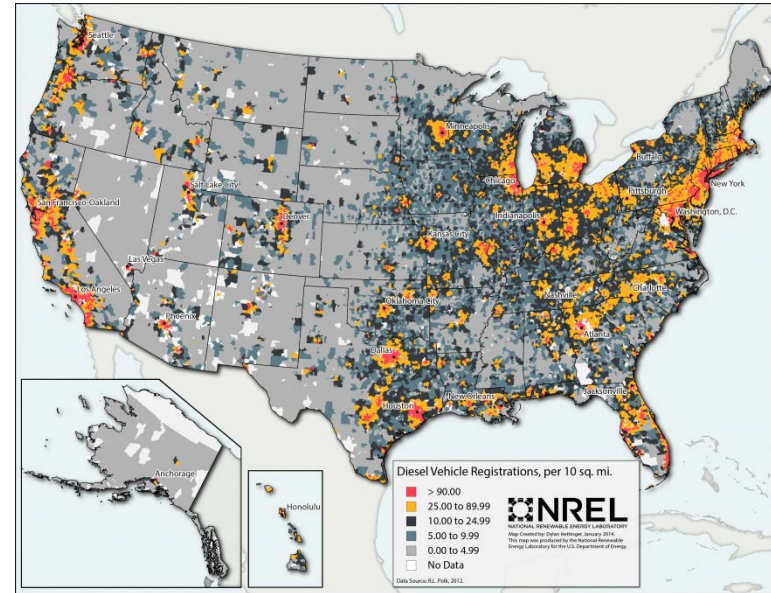 Seattle
Minneapolis
Buffalo
Chicago
Salt Lake City
Pittsburgh
New York
San Francisco-Oakland
Indianapolis
Washington, D.C.
Denver
Kansas City
Las Vegas
Los Angeles
Nashville
Charlotte
Oklahoma City
Phoenix
Atlanta
Dallas
Jacksonville
New Orleans
Houston
Anchorage
Honolulu
Diesel Vehicle Registrations, per 10 sq. mi.
> 90.00
25.00 to 89.99
10.00 to 24.99
5.00 to 9.99
0.00 to 4.99
No Data
NREL
NATIONAL RENEWABLE ENERGY LABORATORY
Map Created by: Dylan Hettinger, January 2014.
This map was produced by the National Renewable
Energy Laboratory for the U.S. Department of Energy.
Data Source: R.L. Polk, 2012.